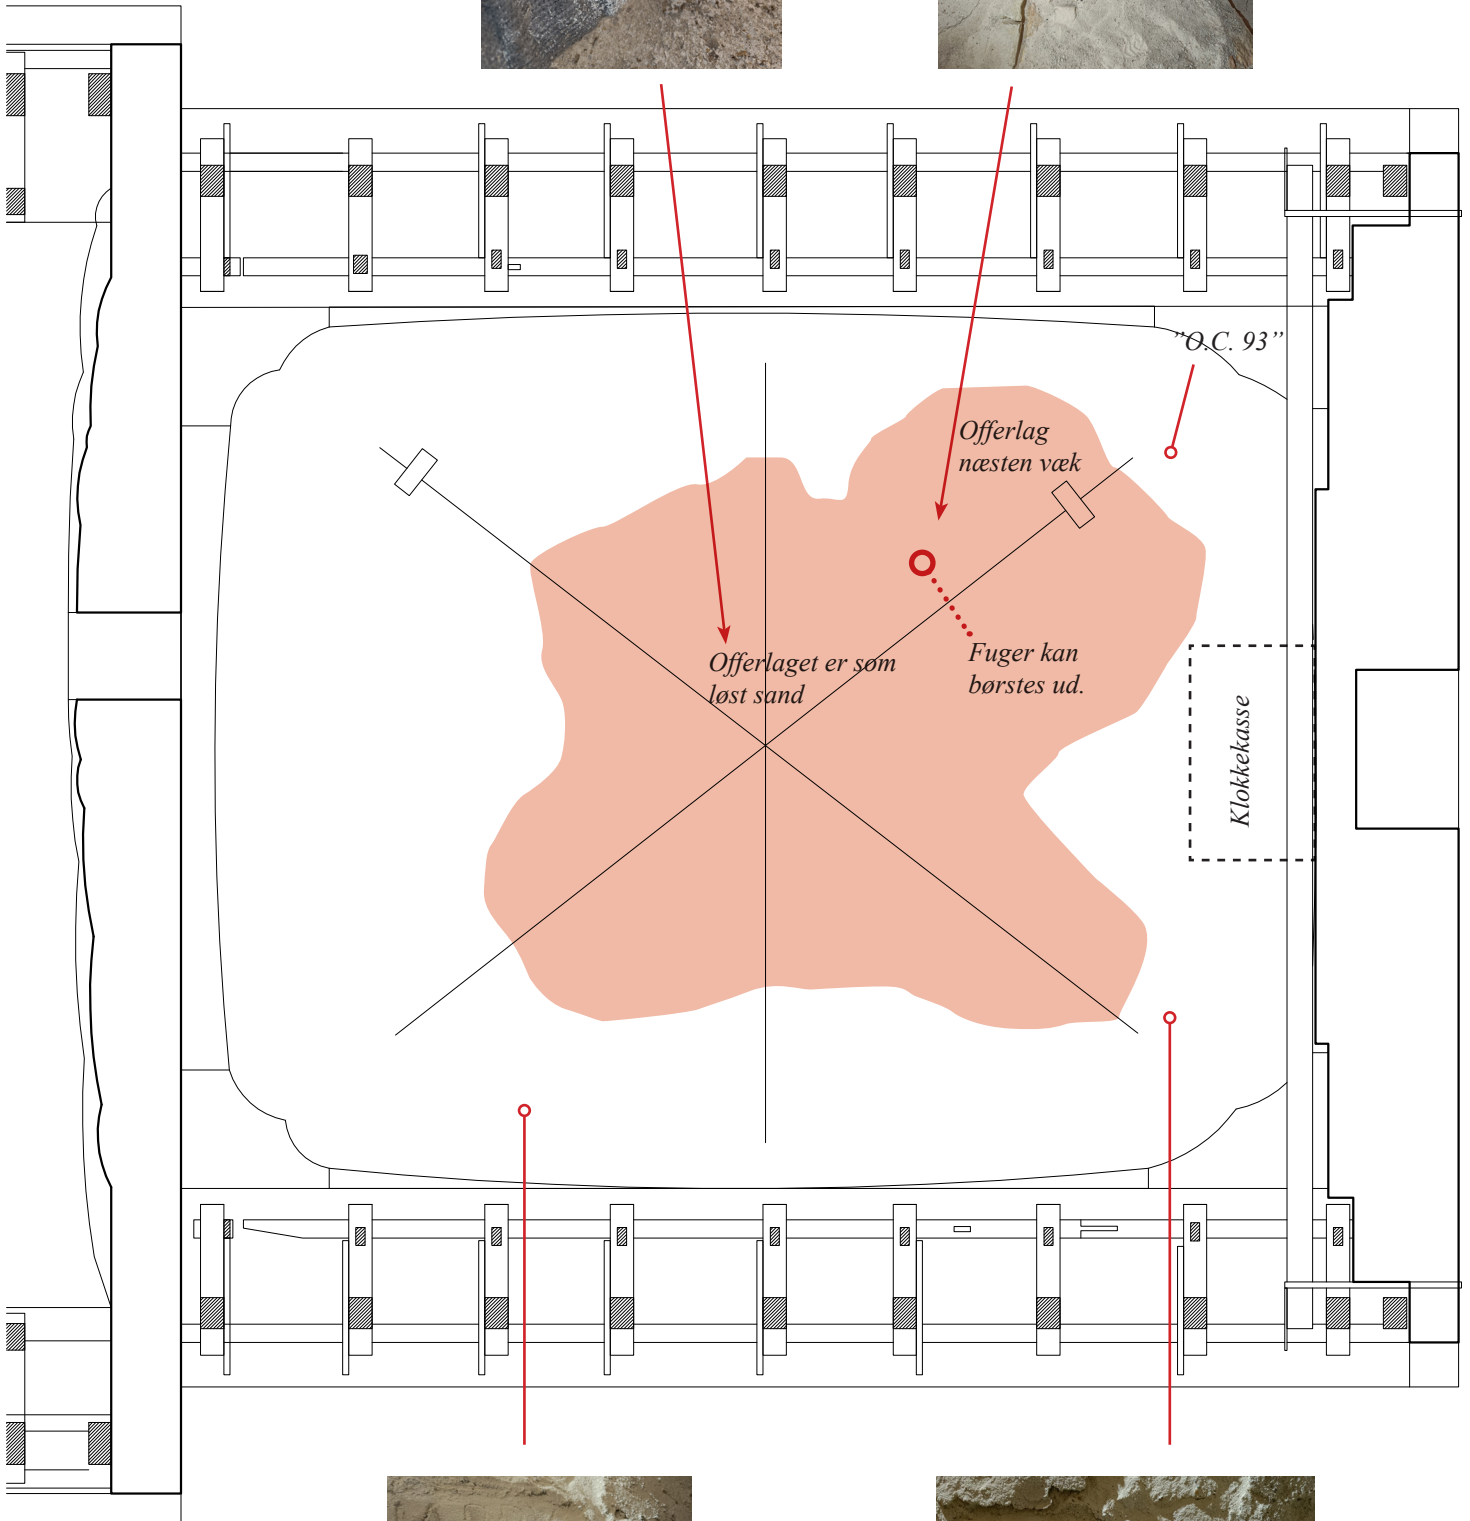 ”O.C. 93”
Offerlag
næsten væk
Offerlaget er som
løst sand
Fuger kan
børstes ud.
Klokkekasse